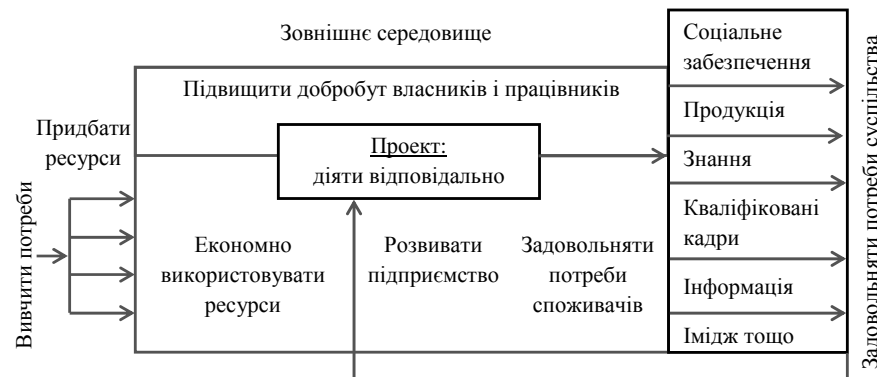 Зовнішнє середовище
Підвищити добробут власників і працівників
Придбати
ресурси
Проект:
діяти відповідально
Вивчити потреби
Економно
використовувати
ресурси
Розвивати
підприємство
Задовольняти
потреби
споживачів
Соціальне
забезпечення
Продукція
Знання
Кваліфіковані
кадри
Інформація
Імідж тощо
Задовольняти потреби суспільства